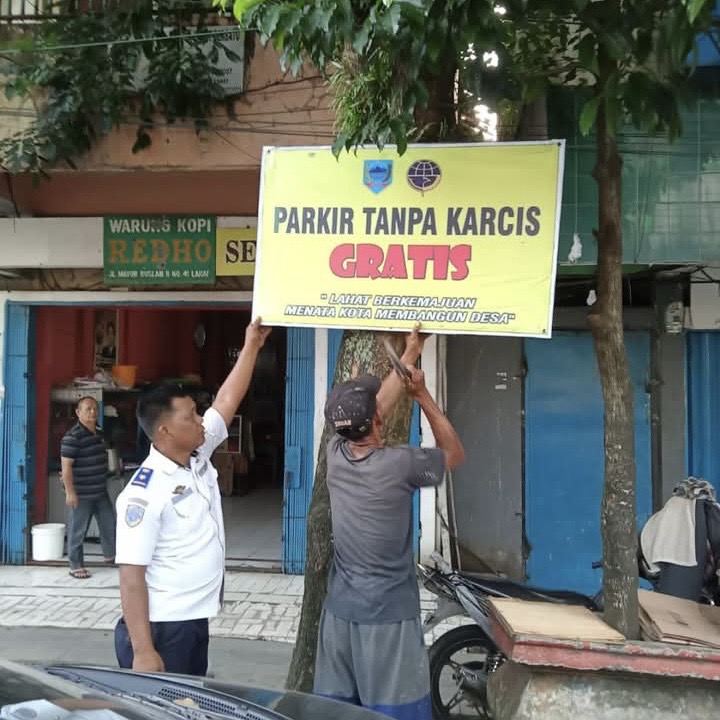 WARUNG KOPI
REDHO
JL. MAYOR RUSLAN II NO. 41 LAHAT
SE
PARKIR TANPA KARCIS
GRATIS
" LAHAT BERKEMAJUAN
MENATA KOTA MEMBANGUN DESA"